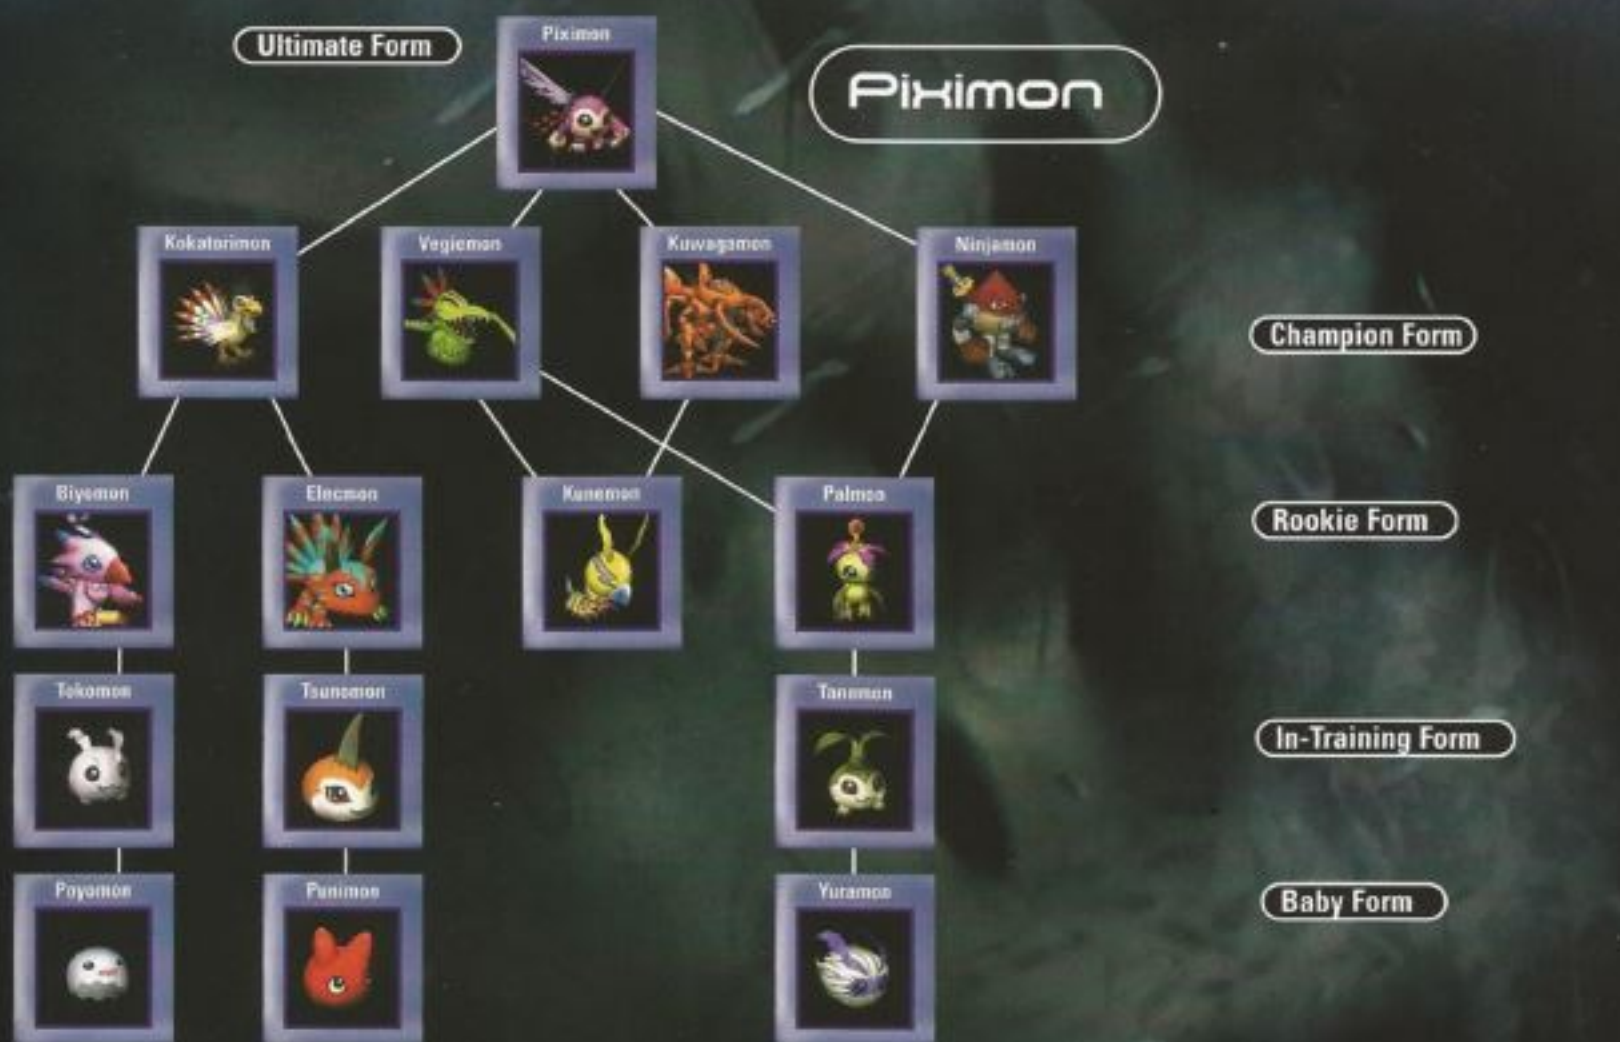 Ultimate Form
Piximon
Piximon
Kokatorimon
Vegiemon
Kuwagamon
Ninjamon
Champion Form
Biyomon
Elecmon
Kunemon
Palmon
Rookie Form
Tokomon
Tsunomon
Tanemon
In-Training Form
Poyomon
Punimon
Yuramon
Baby Form